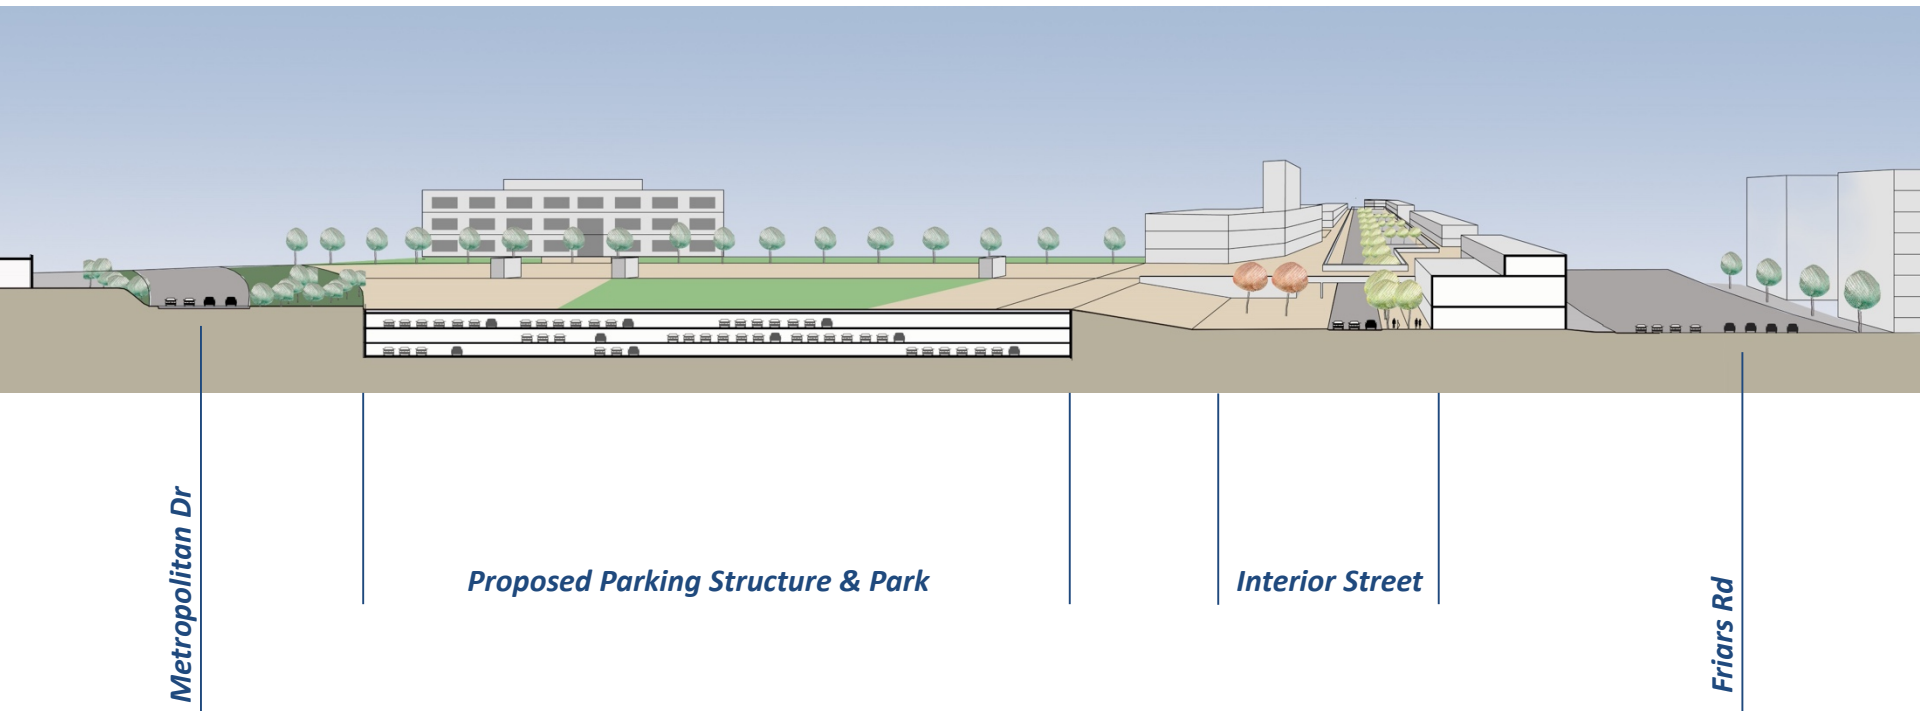 Metropolitan Dr
Proposed Parking Structure & Park
Interior Street
Friars Rd